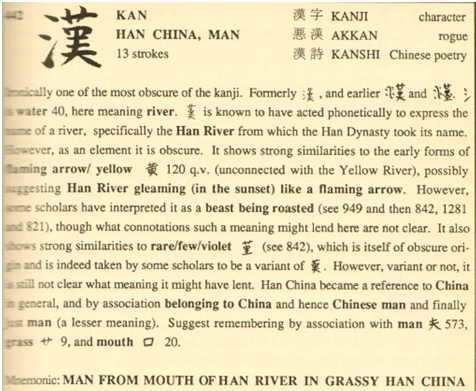 442 漢 KAN 漢字 KANJI character
HAN CHINA, MAN 悪漢 AKKAN rogue
13 strokes 漢詩 KANSHI Chinese poetry
Ironically one of the most obscure of the kanji. Formerly , and earlier and . 氵
is water 40, here meaning river. is known to have acted phonetically to express the
name of a river, specifically the Han River from which the Han Dynasty took its name.
However, as an element it is obscure. It shows strong similarities to the early forms of
flaming arrow/ yellow 黄 120 q.v. (unconnected with the Yellow River), possibly
suggesting Han River gleaming (in the sunset) like a flaming arrow. However,
some scholars have interpreted it as a beast being roasted (see 949 and then 842, 1281
and 821), though what connotations such a meaning might lend here are not clear. It also
shows strong similarities to rare/few/violet 堇 (see 842), which is itself of obscure ori-
gin and is indeed taken by some scholars to be a variant of . However, variant or not, it
is still not clear what meaning it might have lent. Han China became a reference to China
in general, and by association belonging to China and hence Chinese man and finally
just man (a lesser meaning). Suggest remembering by association with man 夫 573,
grass 艹 9, and mouth 口 20.
Mnemonic: MAN FROM MOUTH OF HAN RIVER IN GRASSY HAN CHINA